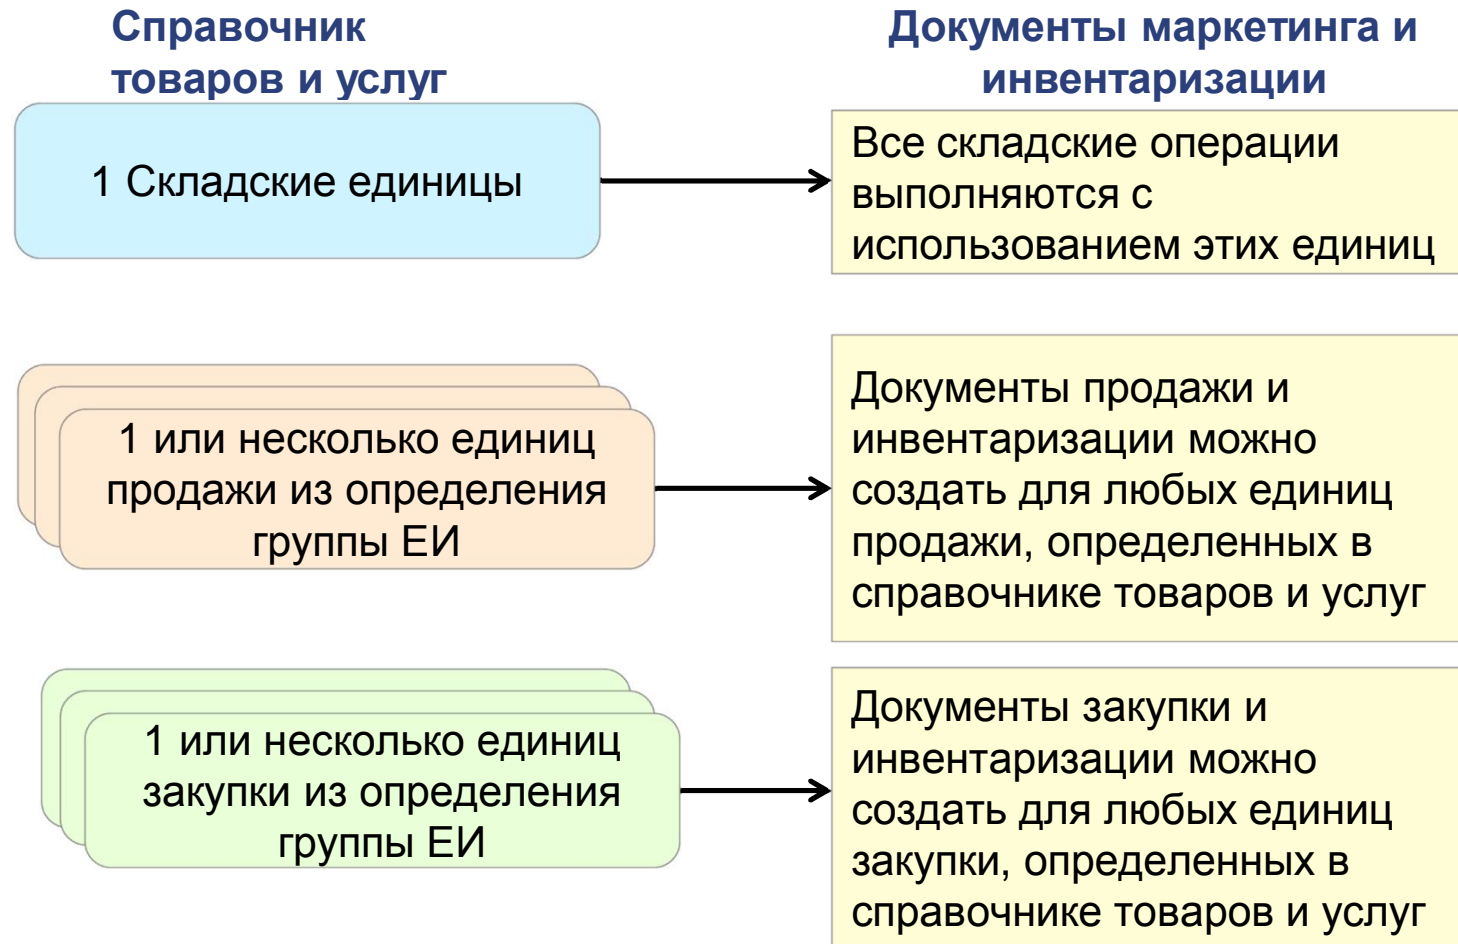 Справочник
товаров и услуг
Документы маркетинга и
инвентаризации
1 Складские единицы
Все складские операции
выполняются с
использованием этих единиц
1 или несколько единиц
продажи из определения
группы ЕИ
Документы продажи и
инвентаризации можно
создать для любых единиц
продажи, определенных в
справочнике товаров и услуг
1 или несколько единиц
закупки из определения
группы ЕИ
Документы закупки и
инвентаризации можно
создать для любых единиц
закупки, определенных в
справочнике товаров и услуг